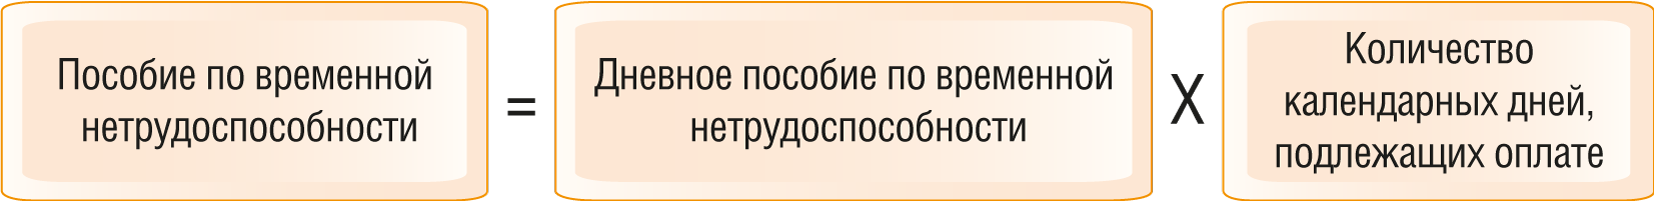 Пособие по временной
нетрудоспособности
=
Дневное пособие по временной
нетрудоспособности
X
Количество
календарных дней,
подлежащих оплате